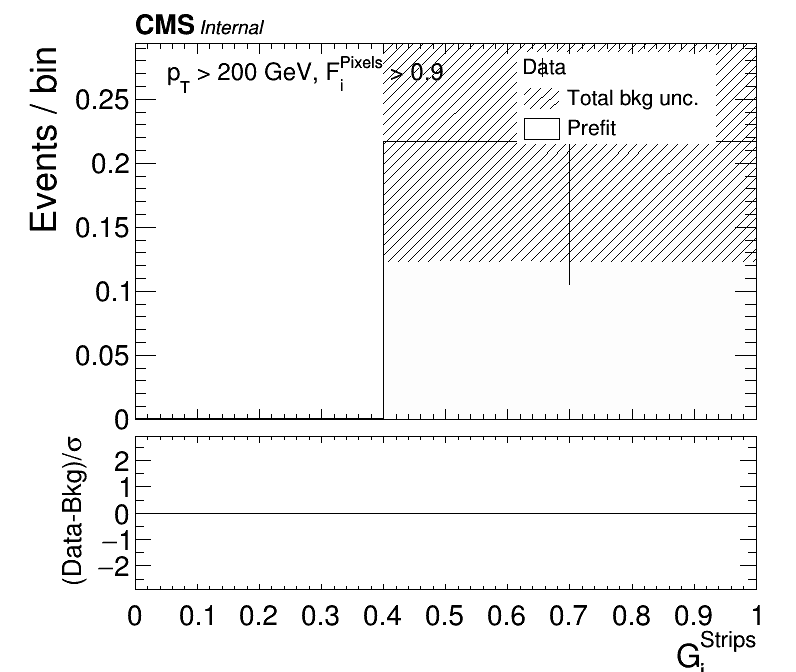 CMS Internal
p_T > 200 GeV, F_i^Pixels > 0.9
Data
Total bkg unc.
Prefit
Events / bin
0.25
0.2
0.15
0.1
0.05
0
(Data-Bkg)/σ
2
1
0
−1
−2
0 0.1 0.2 0.3 0.4 0.5 0.6 0.7 0.8 0.9 1
G_i^Strips